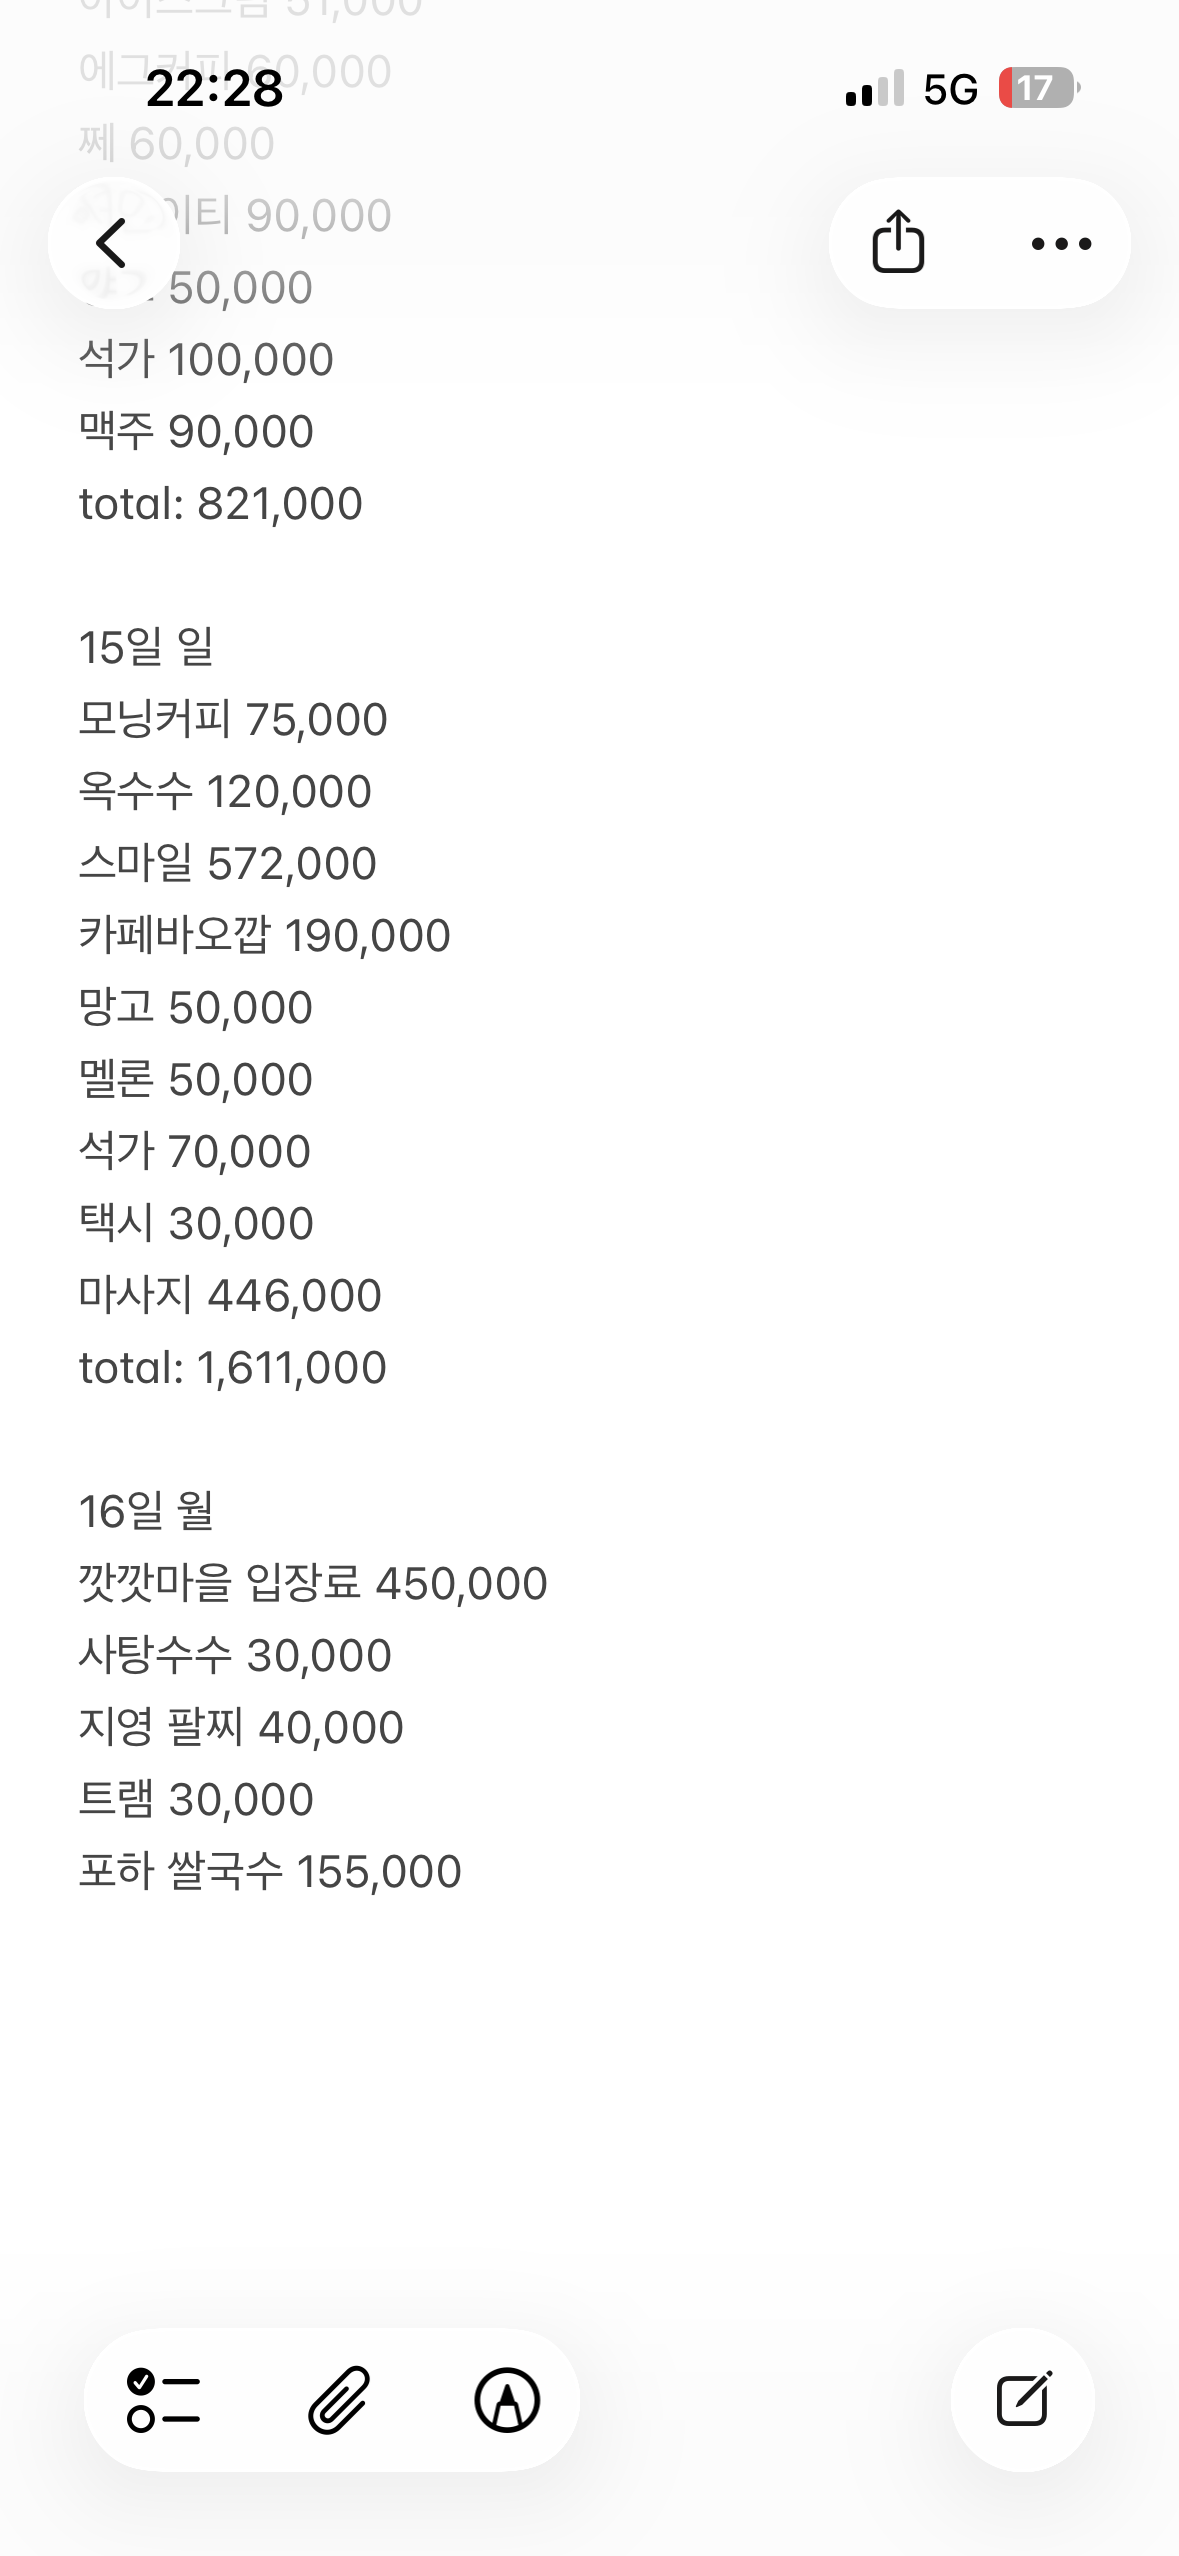 에그커피 60,000
22:28
5G
17
쩨 60,000
이티 90,000
50,000
석가 100,000
맥주 90,000
total: 821,000
15일 일
모닝커피 75,000
옥수수 120,000
스마일 572,000
카페바오깝 190,000
망고 50,000
멜론 50,000
석가 70,000
택시 30,000
마사지 446,000
total: 1,611,000
16일 월
깟깟마을 입장료 450,000
사탕수수 30,000
지영 팔찌 40,000
트램 30,000
포하 쌀국수 155,000